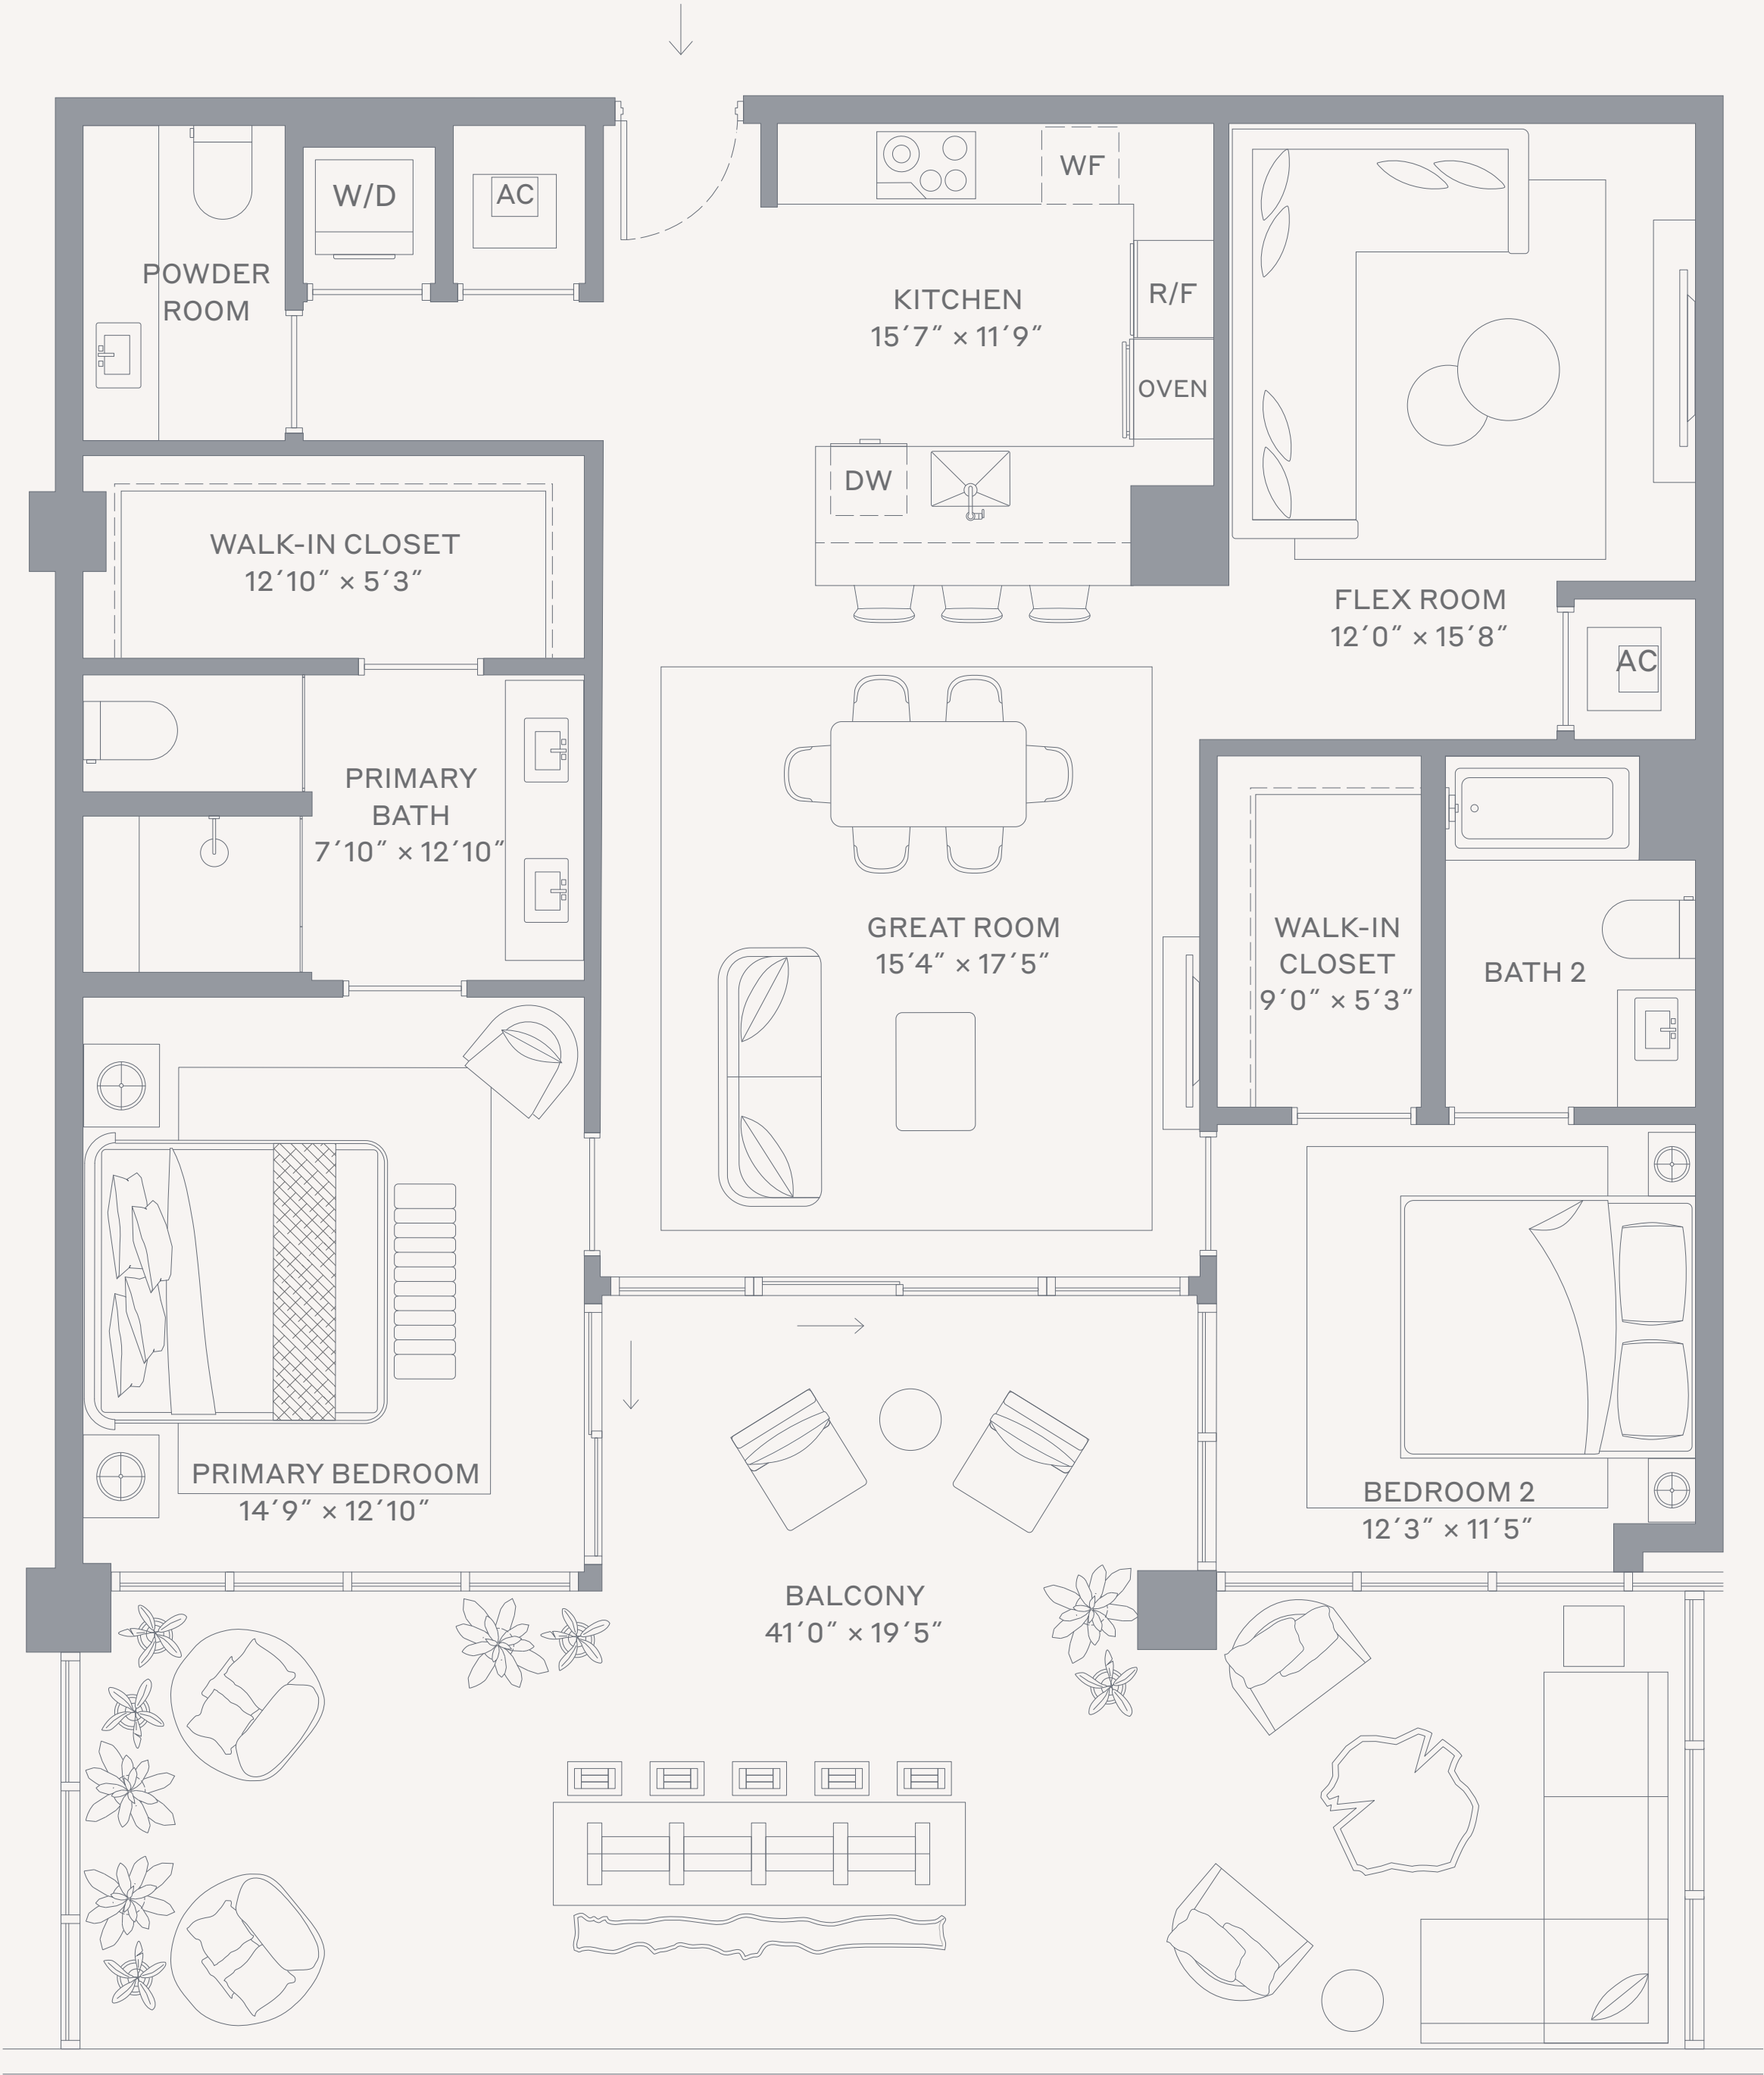 WF
W/D
AC
POWDER
ROOM
KITCHEN
15′7″ × 11′9″
R/F
OVEN
DW
WALK-IN CLOSET
12′10″ × 5′3″
FLEX ROOM
12′0″ × 15′8″
AC
PRIMARY
BATH
7′10″ × 12′10″
GREAT ROOM
15′4″ × 17′5″
WALK-IN
CLOSET
9′0″ × 5′3″
BATH 2
PRIMARY BEDROOM
14′9″ × 12′10″
BEDROOM 2
12′3″ × 11′5″
BALCONY
41′0″ × 19′5″